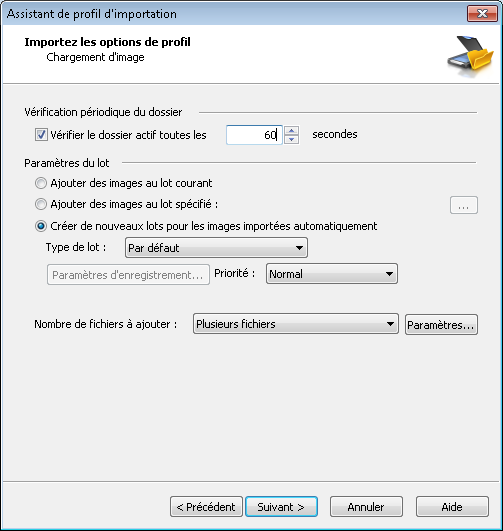 Assistant de profil d'importation
Importez les options de profil
Chargement d'image
Vérification périodique du dossier
Vérifier le dossier actif toutes les 60 secondes
Paramètres du lot
Ajouter des images au lot courant
Ajouter des images au lot spécifié :
...
Créer de nouveaux lots pour les images importées automatiquement
Type de lot : Par défaut
Paramètres d'enregistrement... Priorité : Normal
Nombre de fichiers à ajouter : Plusieurs fichiers Paramètres...
< Précédent Suivant > Annuler Aide